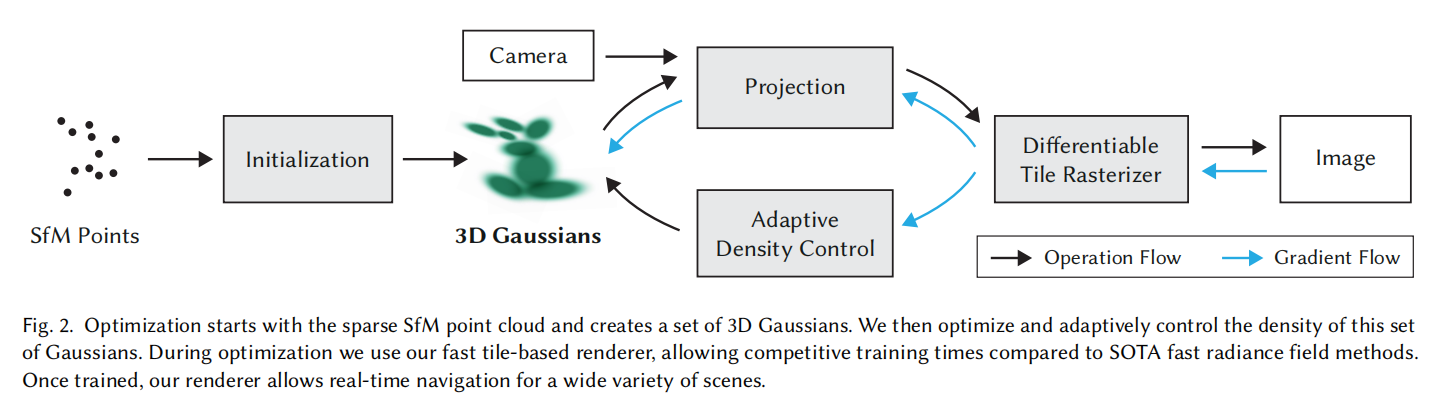 Camera
Projection
Initialization
Differentiable
Tile Rasterizer
Image
SfM Points
3D Gaussians
Adaptive
Density Control
Operation Flow
Gradient Flow
Fig. 2. Optimization starts with the sparse SfM point cloud and creates a set of 3D Gaussians. We then optimize and adaptively control the density of this set
of Gaussians. During optimization we use our fast tile-based renderer, allowing competitive training times compared to SOTA fast radiance field methods.
Once trained, our renderer allows real-time navigation for a wide variety of scenes.